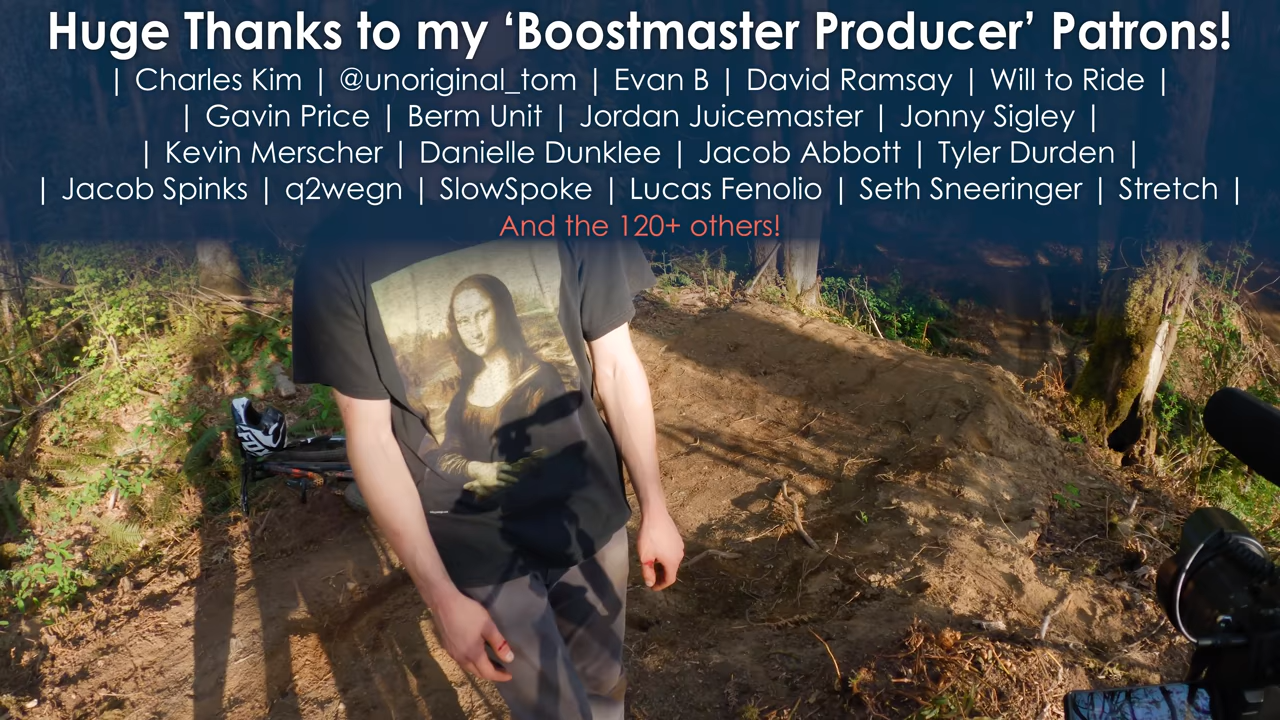 Huge Thanks to my ‘Boostmaster Producer’ Patrons!
| Charles Kim | @unoriginal_tom | Evan B | David Ramsay | Will to Ride |
| Gavin Price | Berm Unit | Jordan Juicemaster | Jonny Sigley |
| Kevin Merscher | Danielle Dunklee | Jacob Abbott | Tyler Durden |
| Jacob Spinks | q2wegn | SlowSpoke | Lucas Fenolio | Seth Sneeringer | Stretch |
And the 120+ others!
FOX